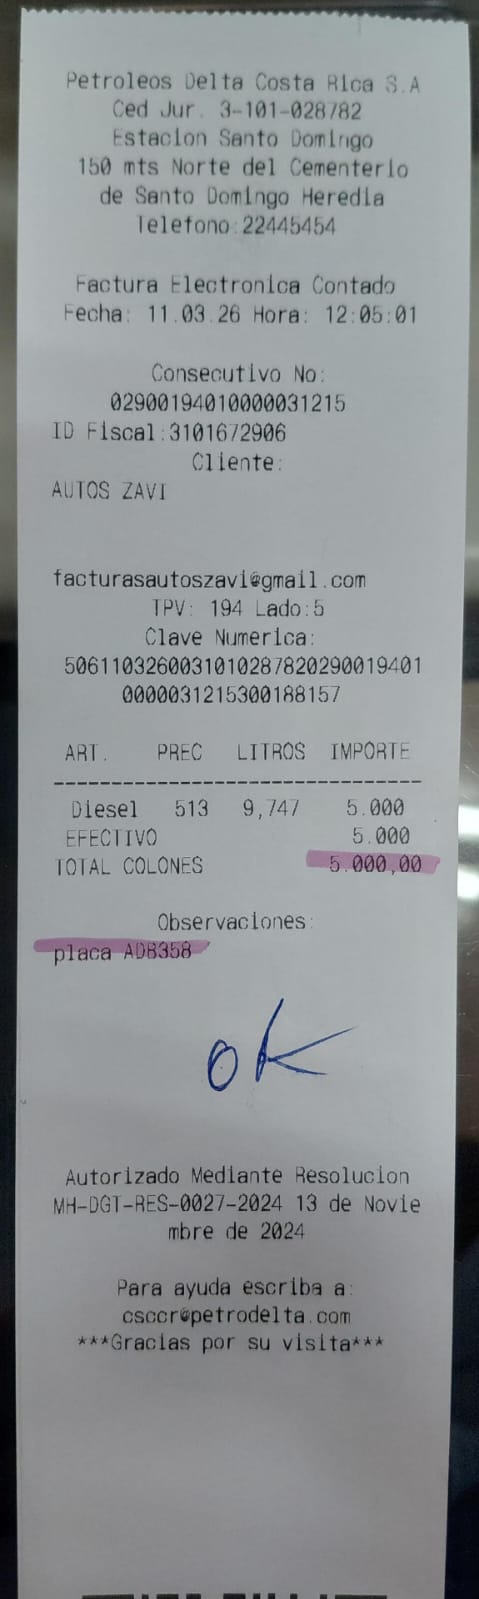 Petroleos Delta Costa Rica S.A
Ced Jur. 3-101-028782
Estacion Santo Domingo
150 mts Norte del Cementerio
de Santo Domingo Heredia
Telefono:22445454
Factura Electronica Contado
Fecha: 11.03.26 Hora: 12:05:01
Consecutivo No:
02900194010000031215
ID Fiscal:3101672906
Cliente:
AUTOS ZAVI
facturasautoszavi@gmail.com
TPV: 194 Lado:5
Clave Numerica:
5061103260031010287820290019401
0000031215300188157
ART. PREC LITROS IMPORTE
Diesel 513 9,747 5.000
EFECTIVO 5.000
TOTAL COLONES 5.000,00
Observaciones:
placa ADB358
OK
Autorizado Mediante Resolucion
MH-DGT-RES-0027-2024 13 de Novie
mbre de 2024
Para ayuda escriba a:
csccr@petrodelta.com
***Gracias por su visita***